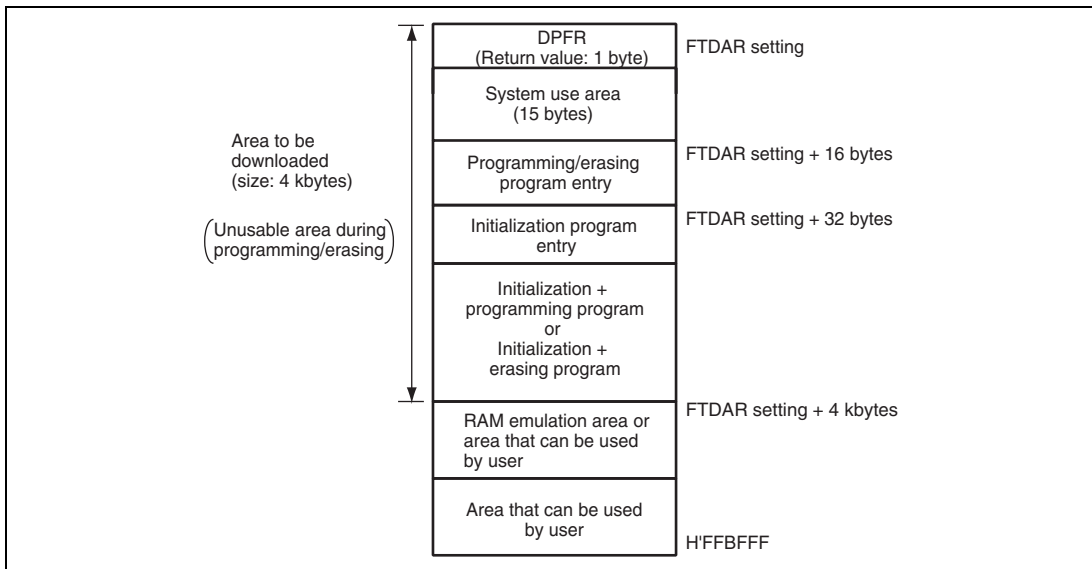 DPFR
(Return value: 1 byte)
FTDAR setting
System use area
(15 bytes)
Area to be
downloaded
(size: 4 kbytes)
(Unusable area during
programming/erasing)
FTDAR setting + 16 bytes
Programming/erasing
program entry
FTDAR setting + 32 bytes
Initialization program
entry
Initialization +
programming program
or
Initialization +
erasing program
FTDAR setting + 4 kbytes
RAM emulation area or
area that can be used
by user
Area that can be used
by user
H'FFBFFF